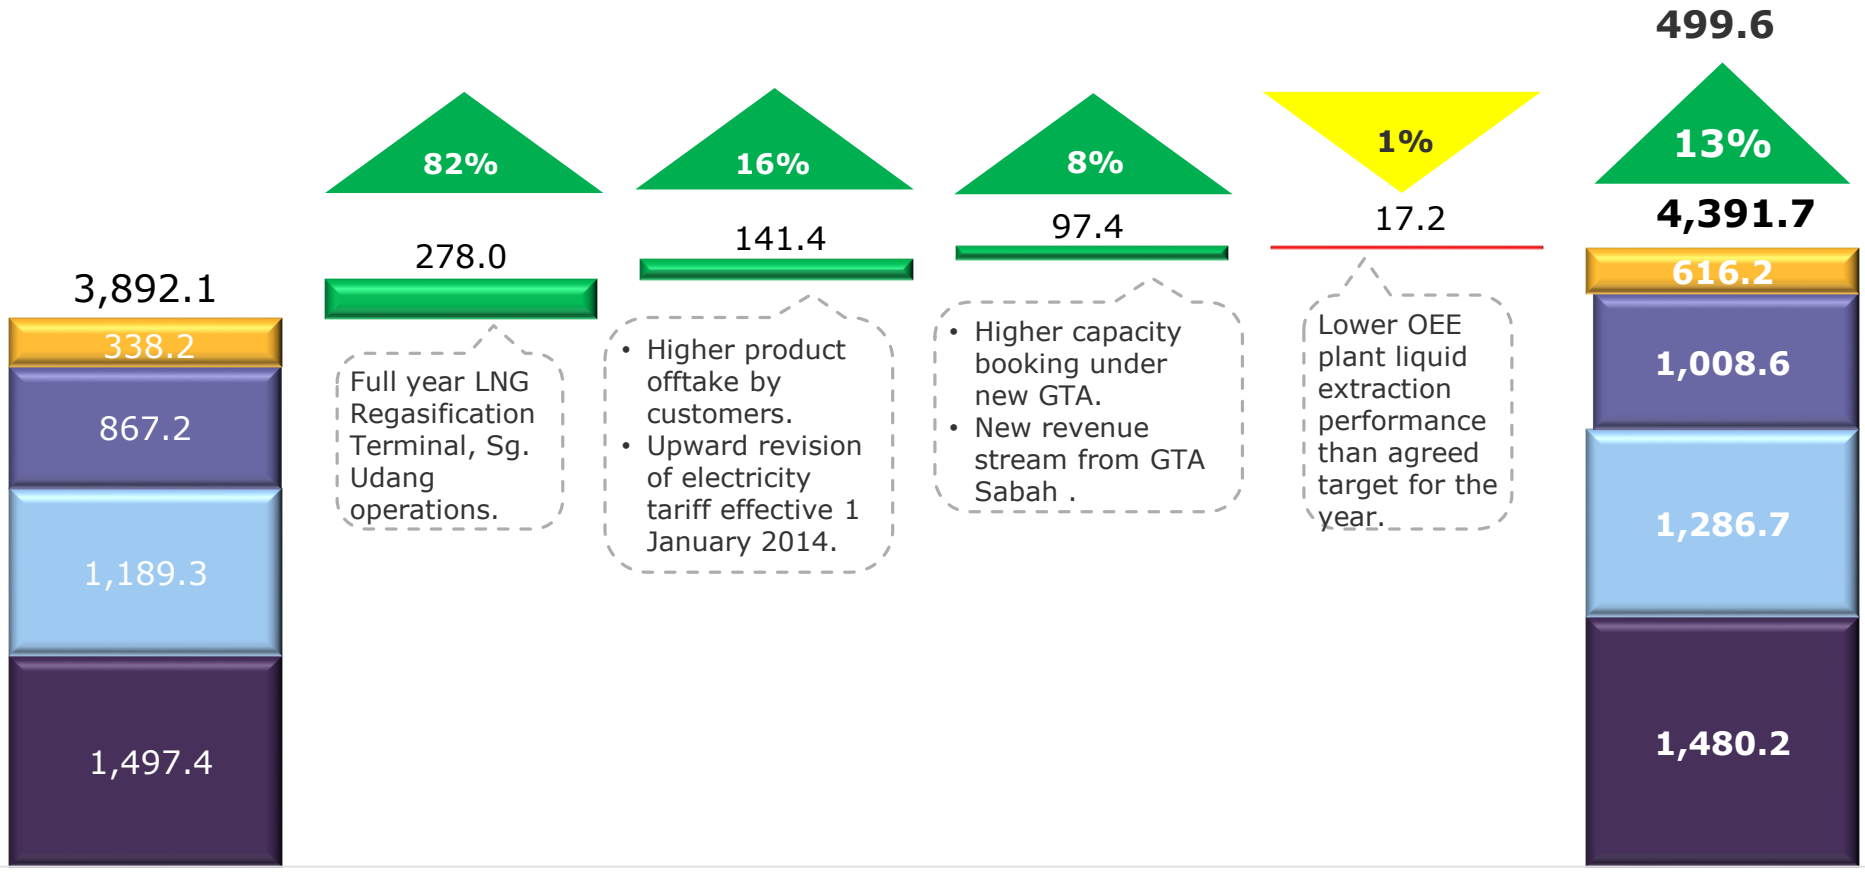 3,892.1
338.2
867.2
1,189.3
1,497.4
82%
278.0
Full year LNG
Regasification
Terminal, Sg.
Udang
operations.
16%
141.4
• Higher product
offtake by
customers.
• Upward revision
of electricity
tariff effective 1
January 2014.
8%
97.4
• Higher capacity
booking under
new GTA.
• New revenue
stream from GTA
Sabah .
1%
17.2
Lower OEE
plant liquid
extraction
performance
than agreed
target for the
year.
499.6
13%
4,391.7
616.2
1,008.6
1,286.7
1,480.2